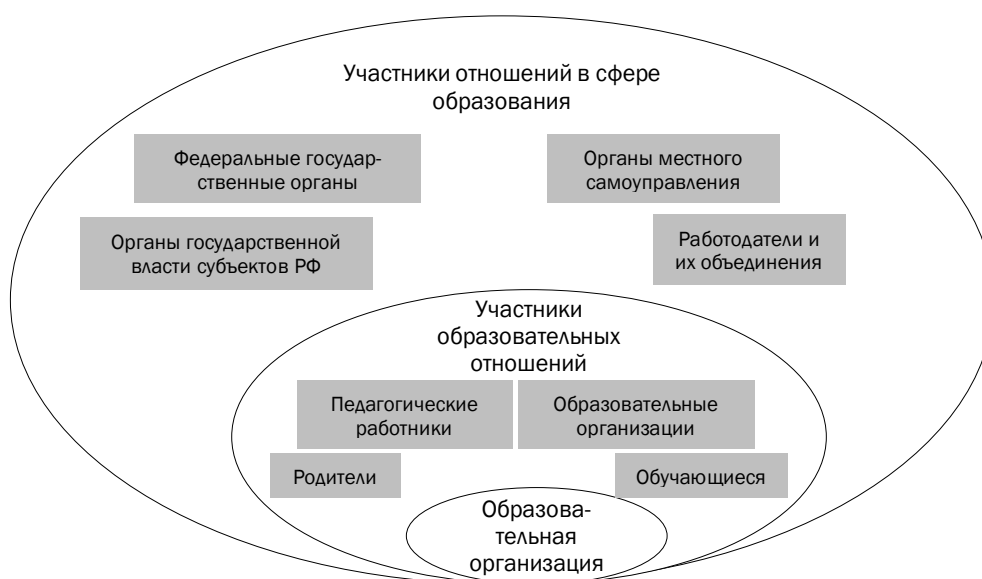 Участники отношений в сфере
образования
Федеральные государ-
ственные органы
Органы местного
самоуправления
Органы государственной
власти субъектов РФ
Работодатели и
их объединения
Участники
образовательных
отношений
Педагогические
работники
Образовательные
организации
Родители
Обучающиеся
Образова-
тельная
организация